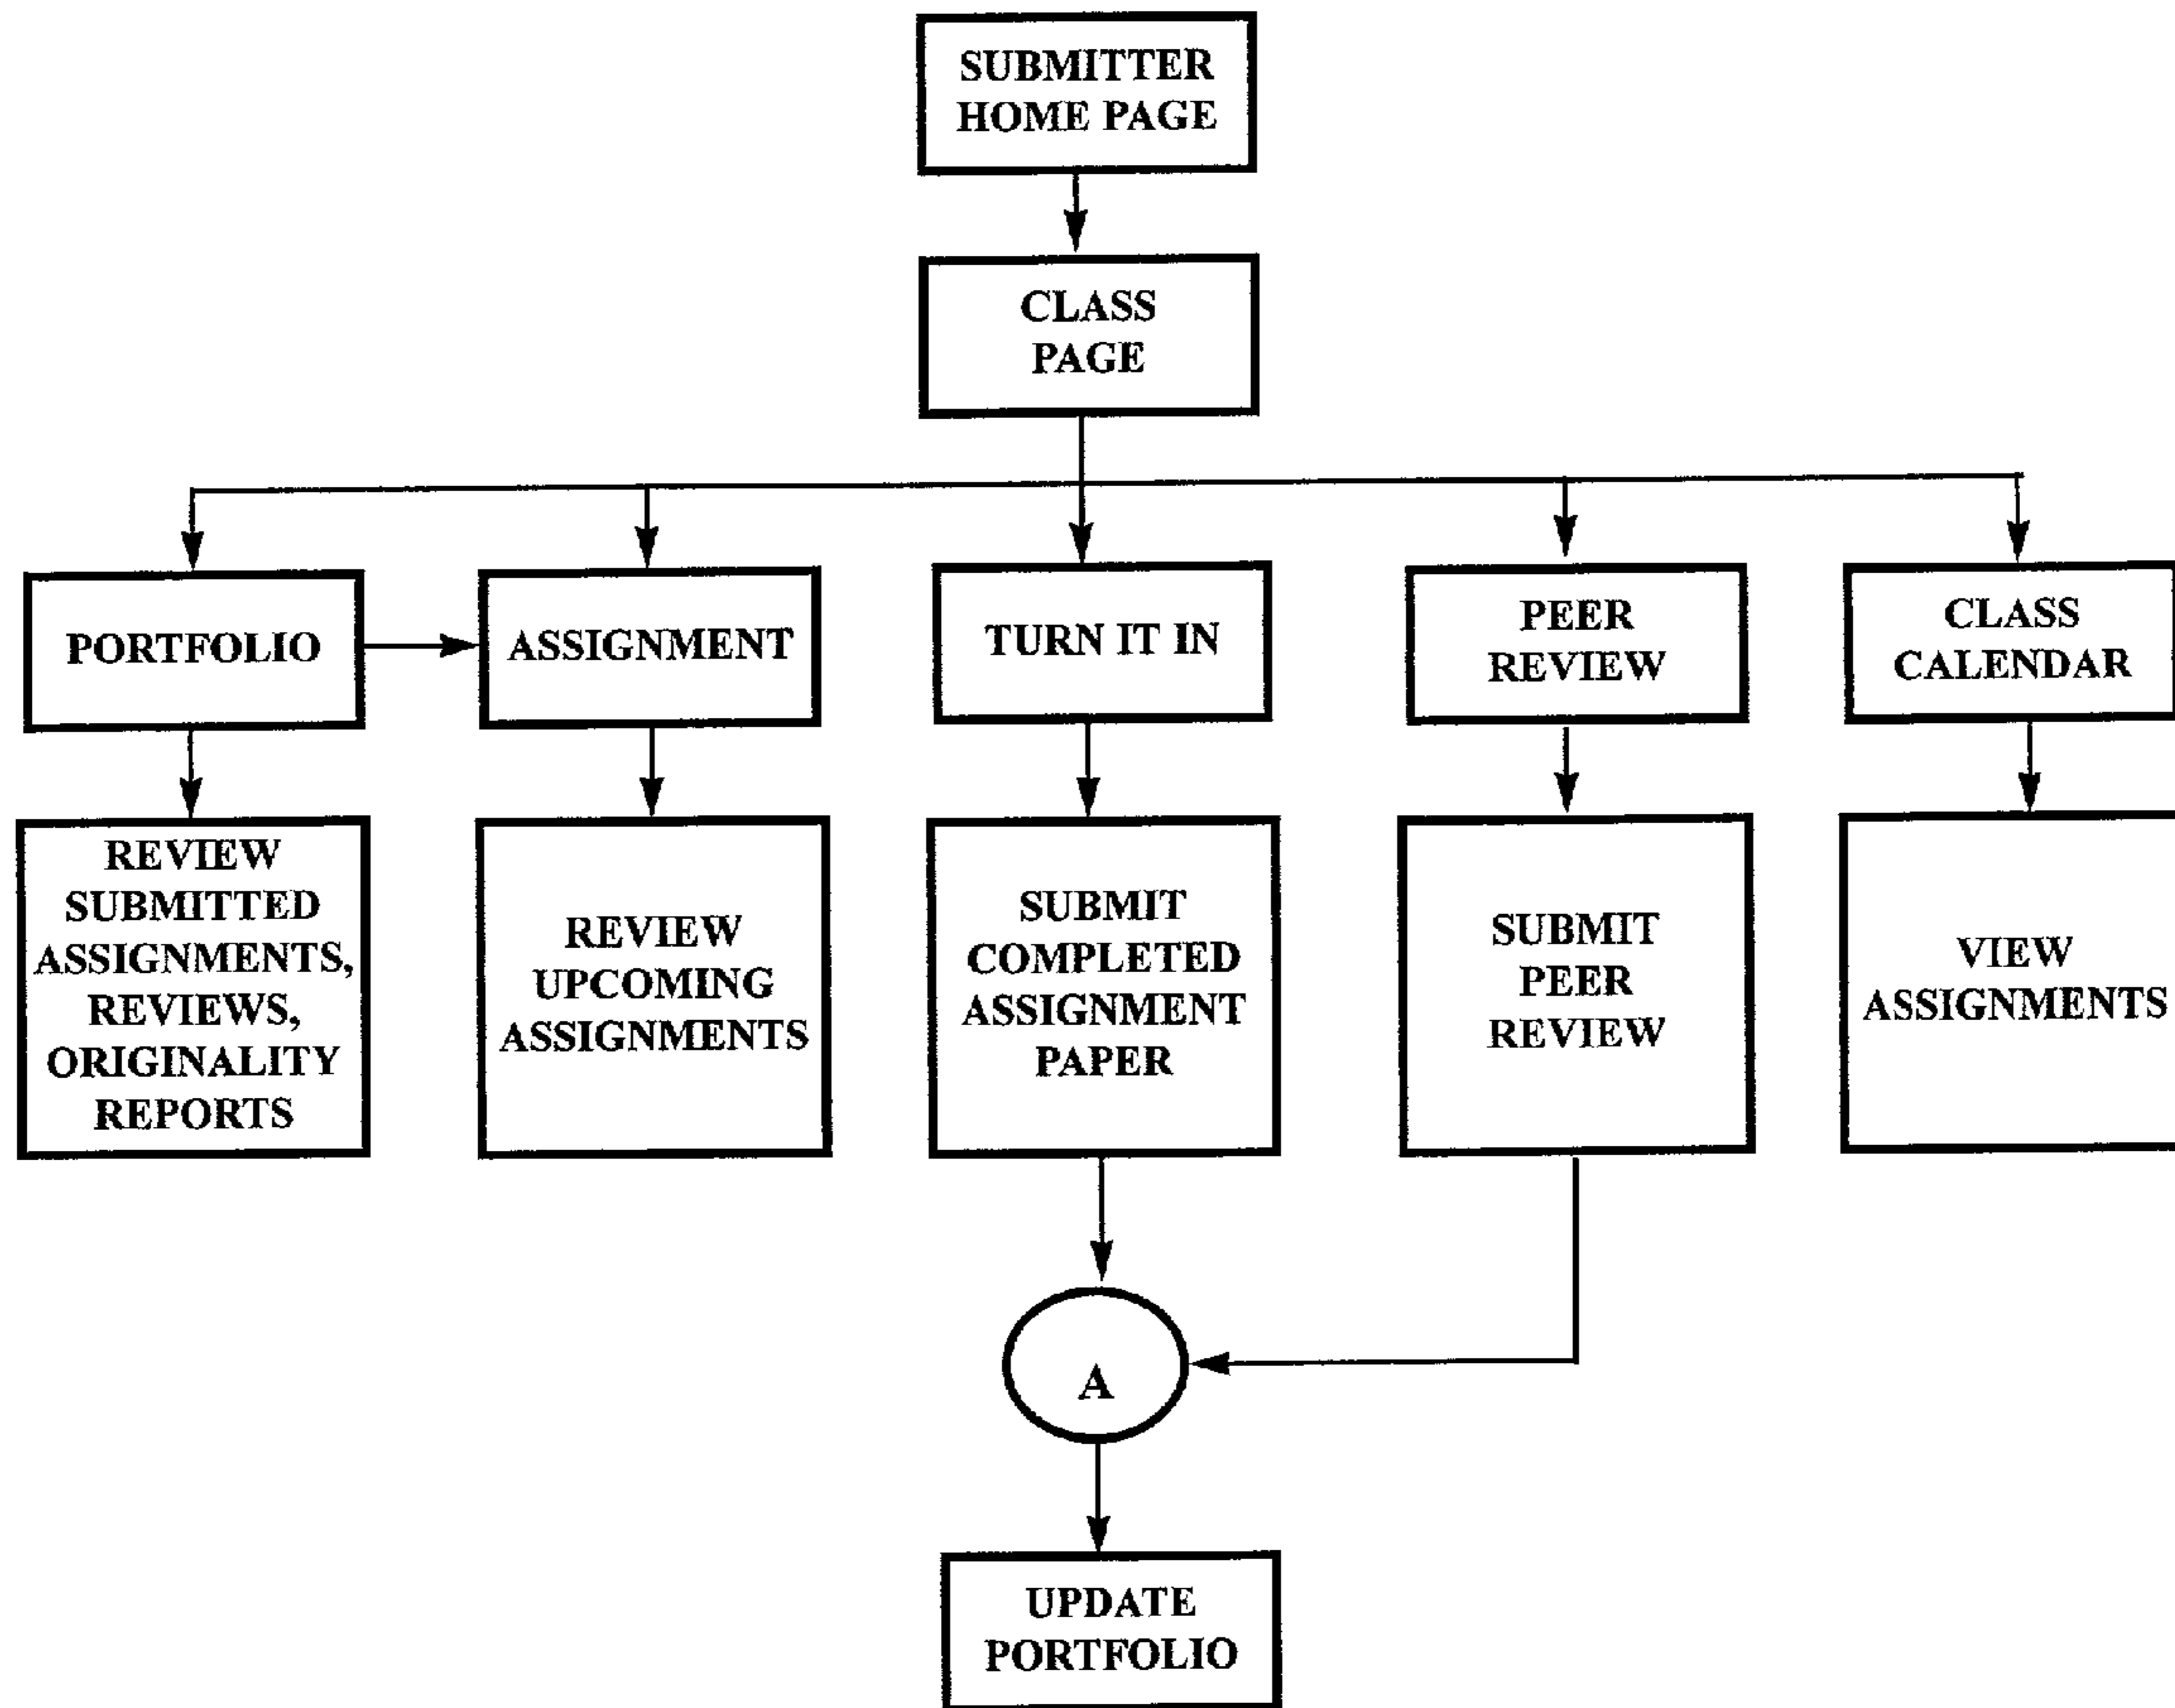 SUBMITTER
HOME PAGE
CLASS
PAGE
PORTFOLIO
ASSIGNMENT
TURN IT IN
PEER
REVIEW
CLASS
CALENDAR
REVIEW
SUBMITTED
ASSIGNMENTS,
REVIEWS,
ORIGINALITY
REPORTS
REVIEW
UPCOMING
ASSIGNMENTS
SUBMIT
COMPLETED
ASSIGNMENT
PAPER
SUBMIT
PEER
REVIEW
VIEW
ASSIGNMENTS
A
UPDATE
PORTFOLIO